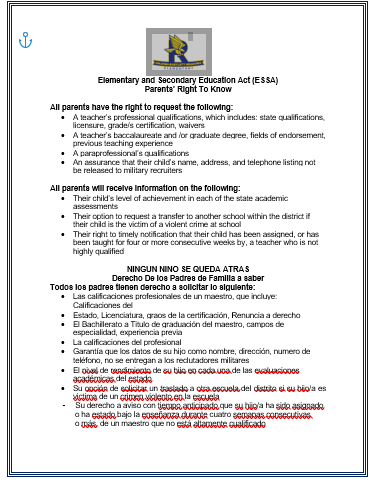 Elementary and Secondary Education Act (ESSA)
Parents' Right To Know
All parents have the right to request the following:
• A teacher's professional qualifications, which includes: state qualifications,
licensure, grade/s certification, waivers
• A teacher's baccalaureate and /or graduate degree, fields of endorsement,
previous teaching experience
• A paraprofessional's qualifications
• An assurance that their child's name, address, and telephone listing not
be released to military recruiters
All parents will receive information on the following:
• Their child's level of achievement in each of the state academic
assessments
• Their option to request a transfer to another school within the district if
their child is the victim of a violent crime at school
• Their right to timely notification that their child has been assigned, or has
been taught for four or more consecutive weeks by, a teacher who is not
highly qualified
NINGUN NINO SE QUEDA ATRAS
Derecho De los Padres de Familia a saber
Todos los padres tienen derecho a solicitar lo siguiente:
• Las calificaciones profesionales de un maestro, que incluye:
Calificaciones del
• Estado, Licenciatura, graos de la certificación, Renuncia a derecho
• El Bachillerato a Titulo de graduación del maestro, campos de
especialidad, experiencia previa
• La calificaciones del profesional
• Garantía que los datos de su hijo como nombre, dirección, numero de
teléfono, no se entregan a los reclutadores militares
• El nivel de rendimiento de su hijo en cada una de las evaluaciones
académicas del estado
• Su opción de solicitar un traslado a otra escuela del distrito si su hijo/a es
víctima de un crimen violento en la escuela
- Su derecho a aviso con tiempo anticipado que su hijo/a ha sido asignado
o ha estado bajo la enseñanza durante cuatro semanas consecutivas
o más, de un maestro que no está altamente cualificado